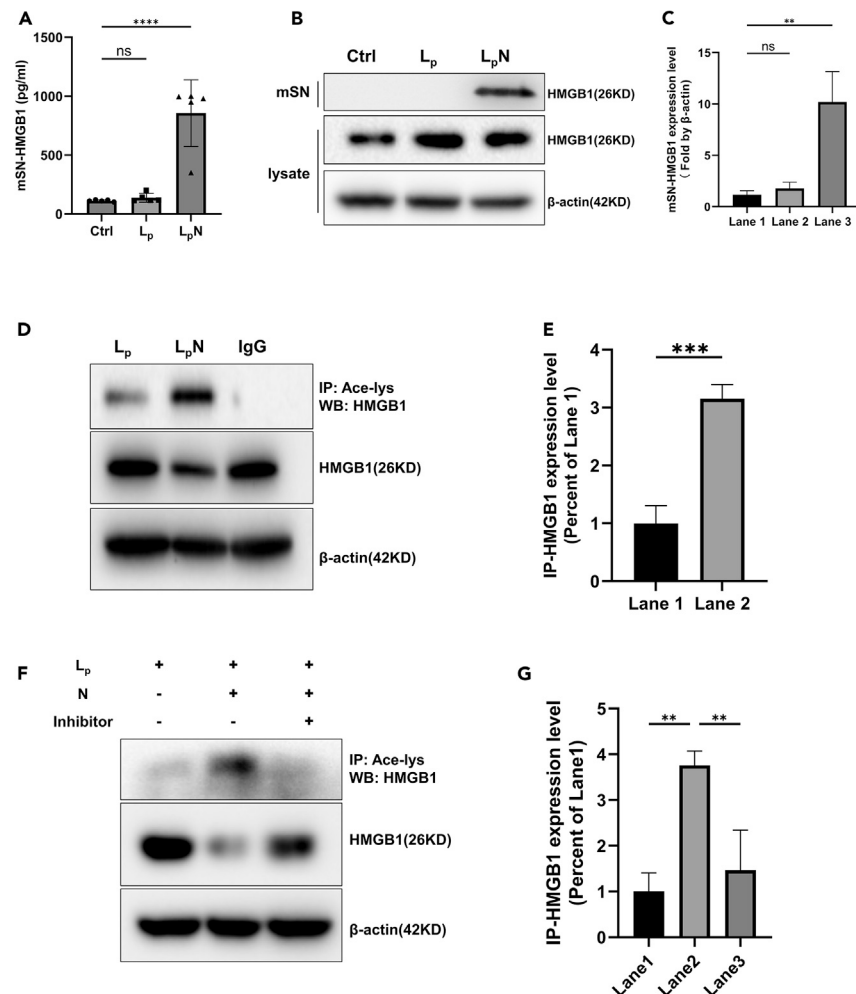 A
****
ns
mSN-HMGB1 (pg/ml)
1500
1000
500
0
Ctrl Lp LpN
B
Ctrl Lp LpN
mSN HMGB1(26KD)
HMGB1(26KD)
lysate
β-actin(42KD)
C
**
ns
mSN-HMGB1 expression level
( Fold by β-actin)
15
10
5
0
Lane 1 Lane 2 Lane 3
D
Lp LpN IgG
IP: Ace-lys
WB: HMGB1
HMGB1(26KD)
β-actin(42KD)
E
***
IP-HMGB1 expression level
(Percent of Lane 1)
4
3
2
1
0
Lane 1 Lane 2
F
Lp + + +
N - + +
Inhibitor - - +
IP: Ace-lys
WB: HMGB1
HMGB1(26KD)
β-actin(42KD)
G
** **
IP-HMGB1 expression level
(Percent of Lane1)
5
4
3
2
1
0
Lane1 Lane2 Lane3